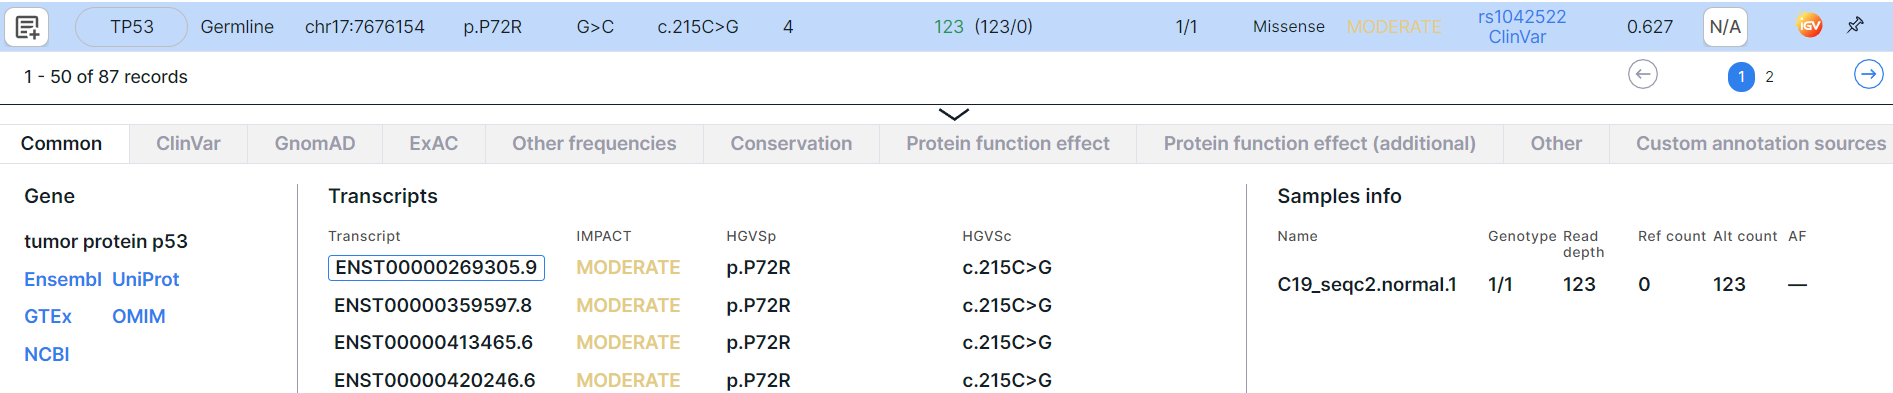 TP53 Germline chr17:7676154 p.P72R G>C c.215C>G 4 123 (123/0) 1/1 Missense MODERATE rs1042522 ClinVar 0.627 N/A IGV
1 - 50 of 87 records 1 2
Common ClinVar GnomAD ExAC Other frequencies Conservation Protein function effect Protein function effect (additional) Other Custom annotation sources
Gene
tumor protein p53
Ensembl UniProt
GTEx OMIM
NCBI
Transcripts
Transcript IMPACT HGVSp HGVSc
ENST00000269305.9 MODERATE p.P72R c.215C>G
ENST00000359597.8 MODERATE p.P72R c.215C>G
ENST00000413465.6 MODERATE p.P72R c.215C>G
ENST00000420246.6 MODERATE p.P72R c.215C>G
Samples info
Name Genotype Read depth Ref count Alt count AF
C19_seqc2.normal.1 1/1 123 0 123 —